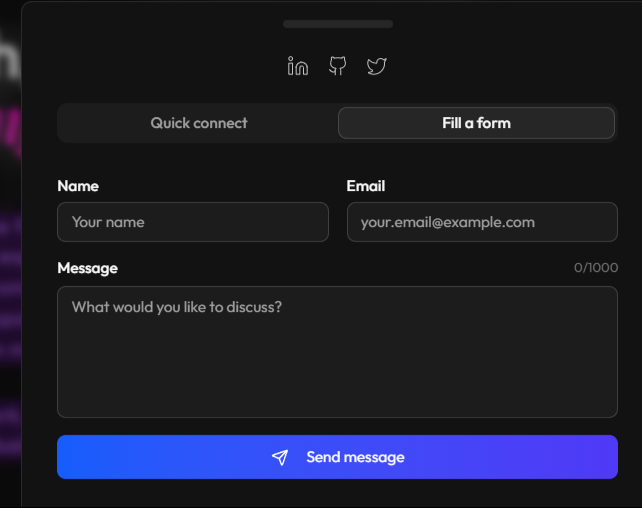 Quick connect
Fill a form
Name
Email
Your name
your.email@example.com
Message
0/1000
What would you like to discuss?
Send message